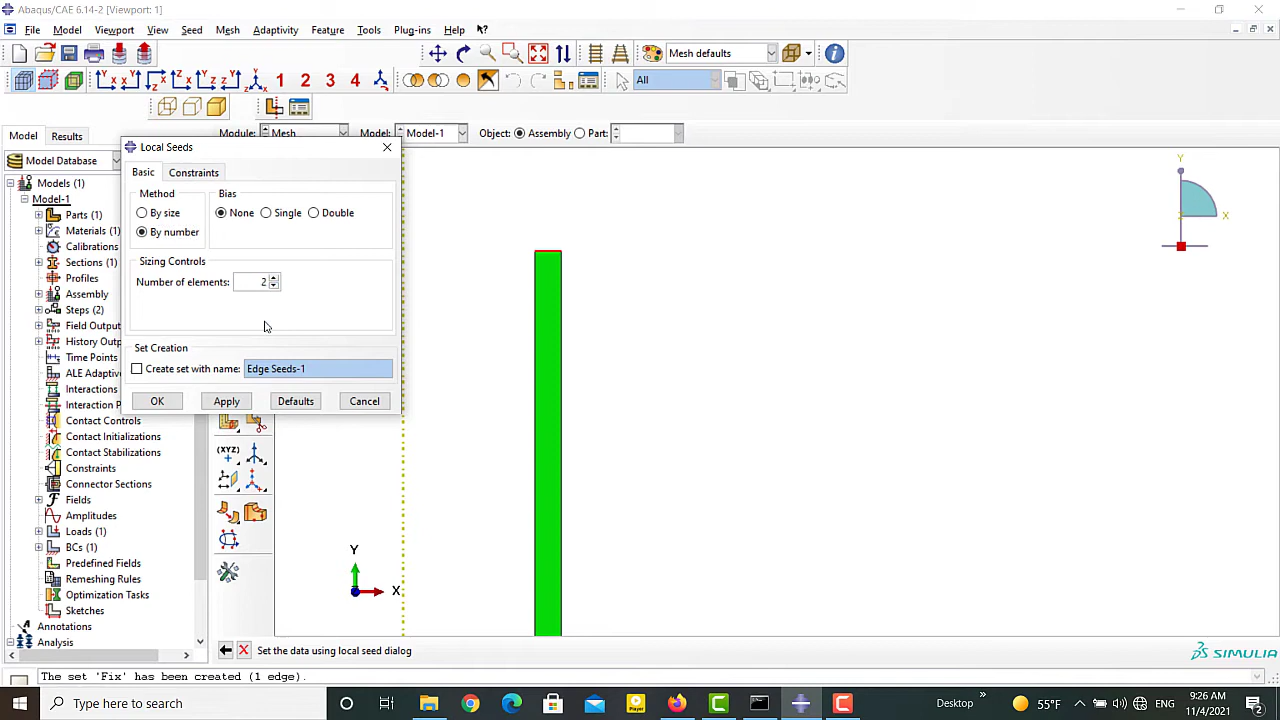 Abaqus/CAE 6.14-2 [Viewport: 1]
File Model Viewport View Seed Mesh Adaptivity Feature Tools Plug-ins Help
Mesh defaults
1 2 3 4 All
Module: Mesh Model: Model-1 Object: Assembly Part:
Model Results
Model Database
Models (1)
Model-1
Parts (1)
Materials (1)
Calibrations
Sections (1)
Profiles
Assembly
Steps (2)
Field Output
History Outp
Time Points
ALE Adaptiv
Interactions
Interaction P
Contact Controls
Contact Initializations
Contact Stabilizations
Constraints
Connector Sections
Fields
Amplitudes
Loads (1)
BCs (1)
Predefined Fields
Remeshing Rules
Optimization Tasks
Sketches
Annotations
Analysis
Local Seeds
Basic Constraints
Method
By size
By number
Bias
None Single Double
Sizing Controls
Number of elements: 2
Set Creation
Create set with name: Edge Seeds-1
OK Apply Defaults Cancel
(XYZ)
Y
X
Y
X
Set the data using local seed dialog
SIMULIA
The set 'Fix' has been created (1 edge).
Type here to search
Player
Desktop
55°F
9:26 AM
11/4/2021